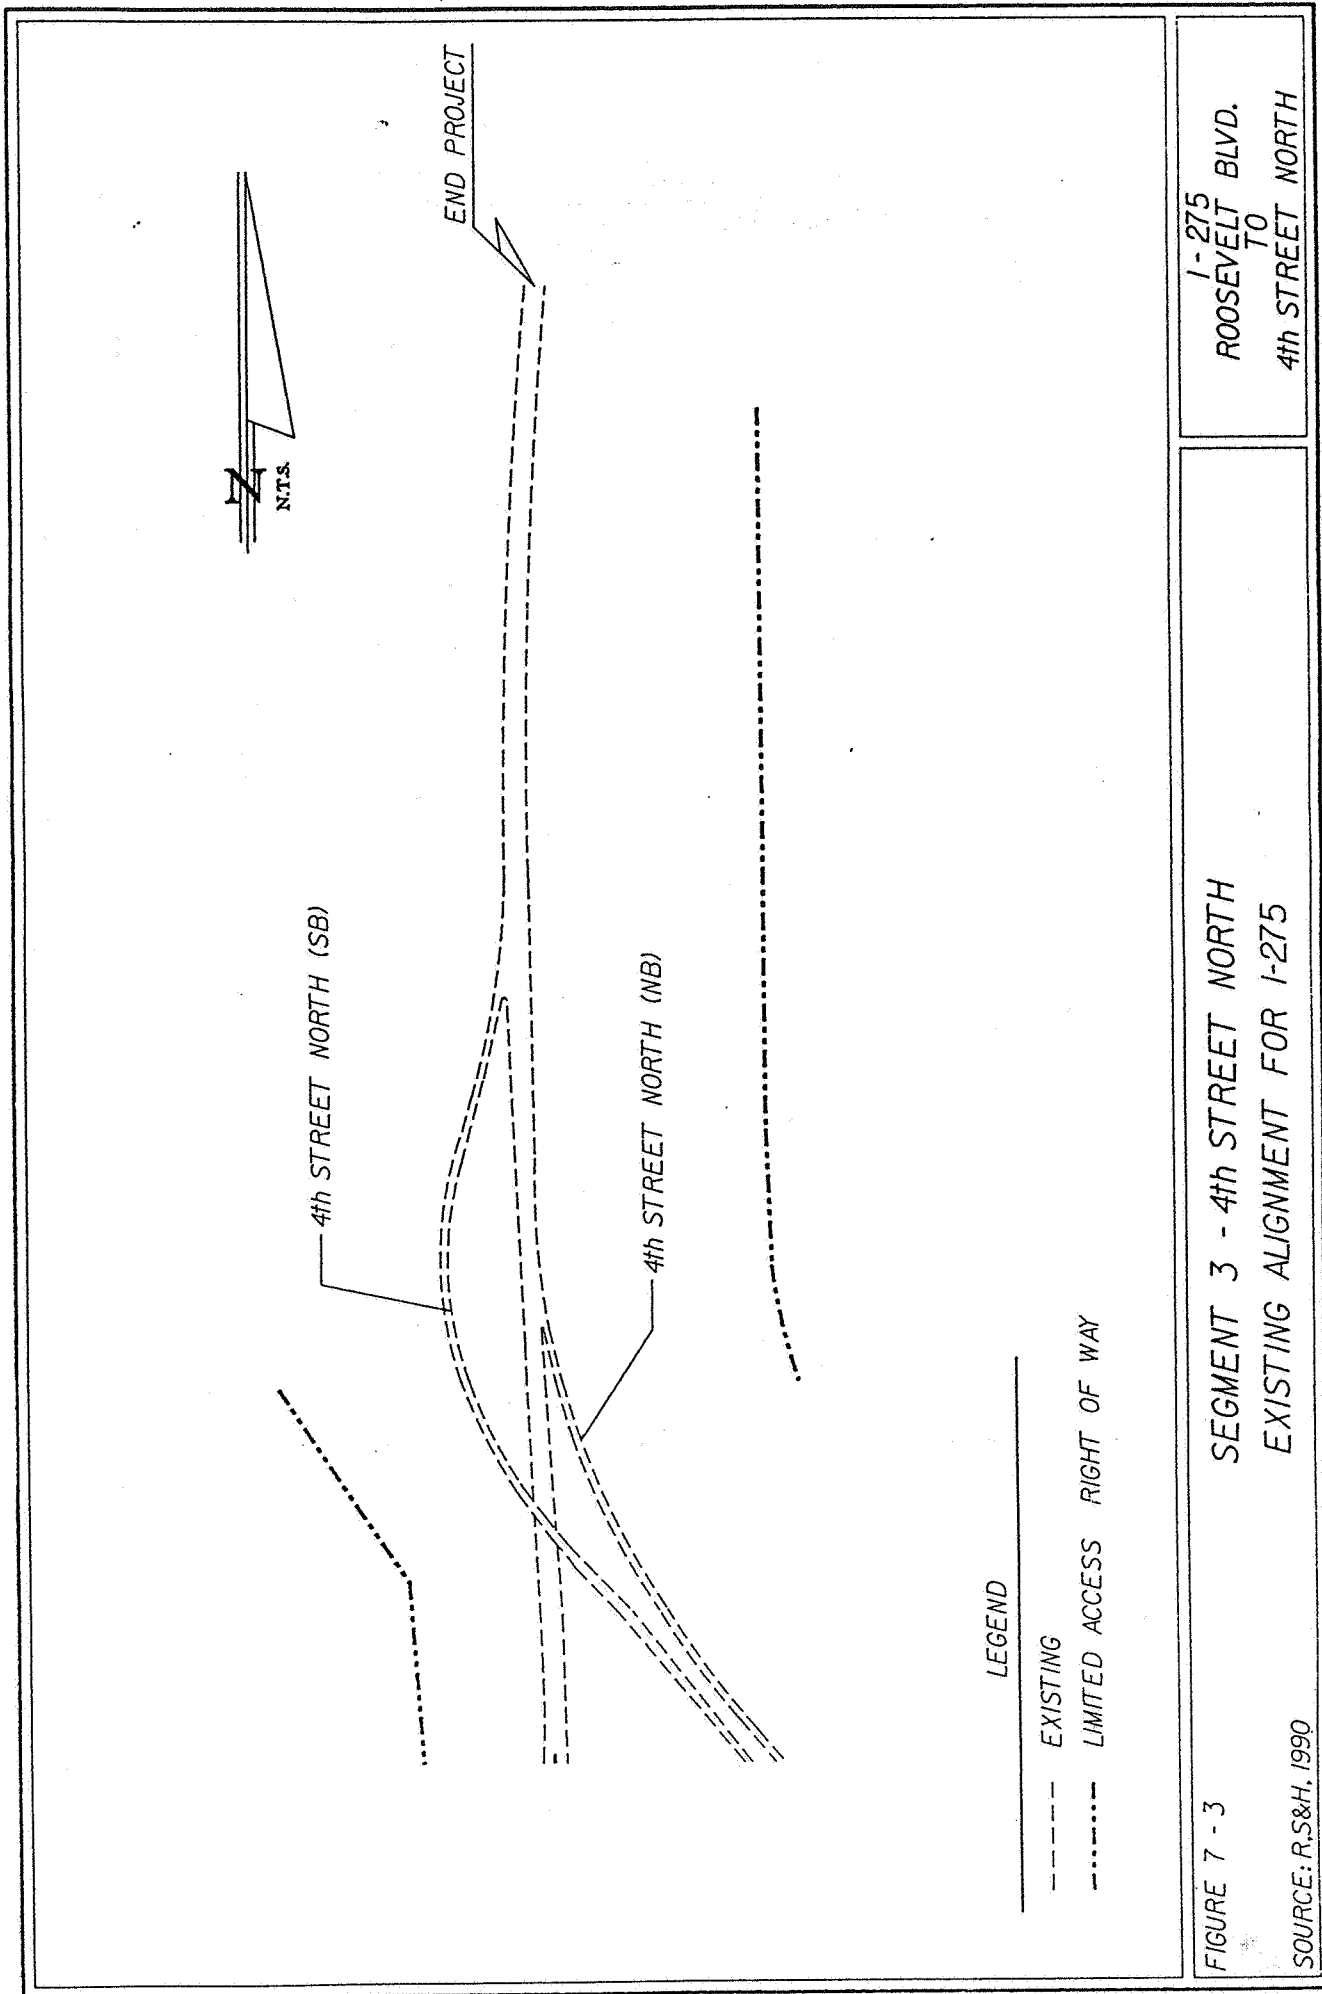 END PROJECT
N
N.T.S.
4th STREET NORTH (SB)
4th STREET NORTH (NB)
LEGEND
EXISTING
LIMITED ACCESS RIGHT OF WAY
FIGURE 7 - 3
SOURCE: R,S&H, 1990
SEGMENT 3 - 4th STREET NORTH
EXISTING ALIGNMENT FOR I-275
I - 275
ROOSEVELT BLVD.
TO
4th STREET NORTH